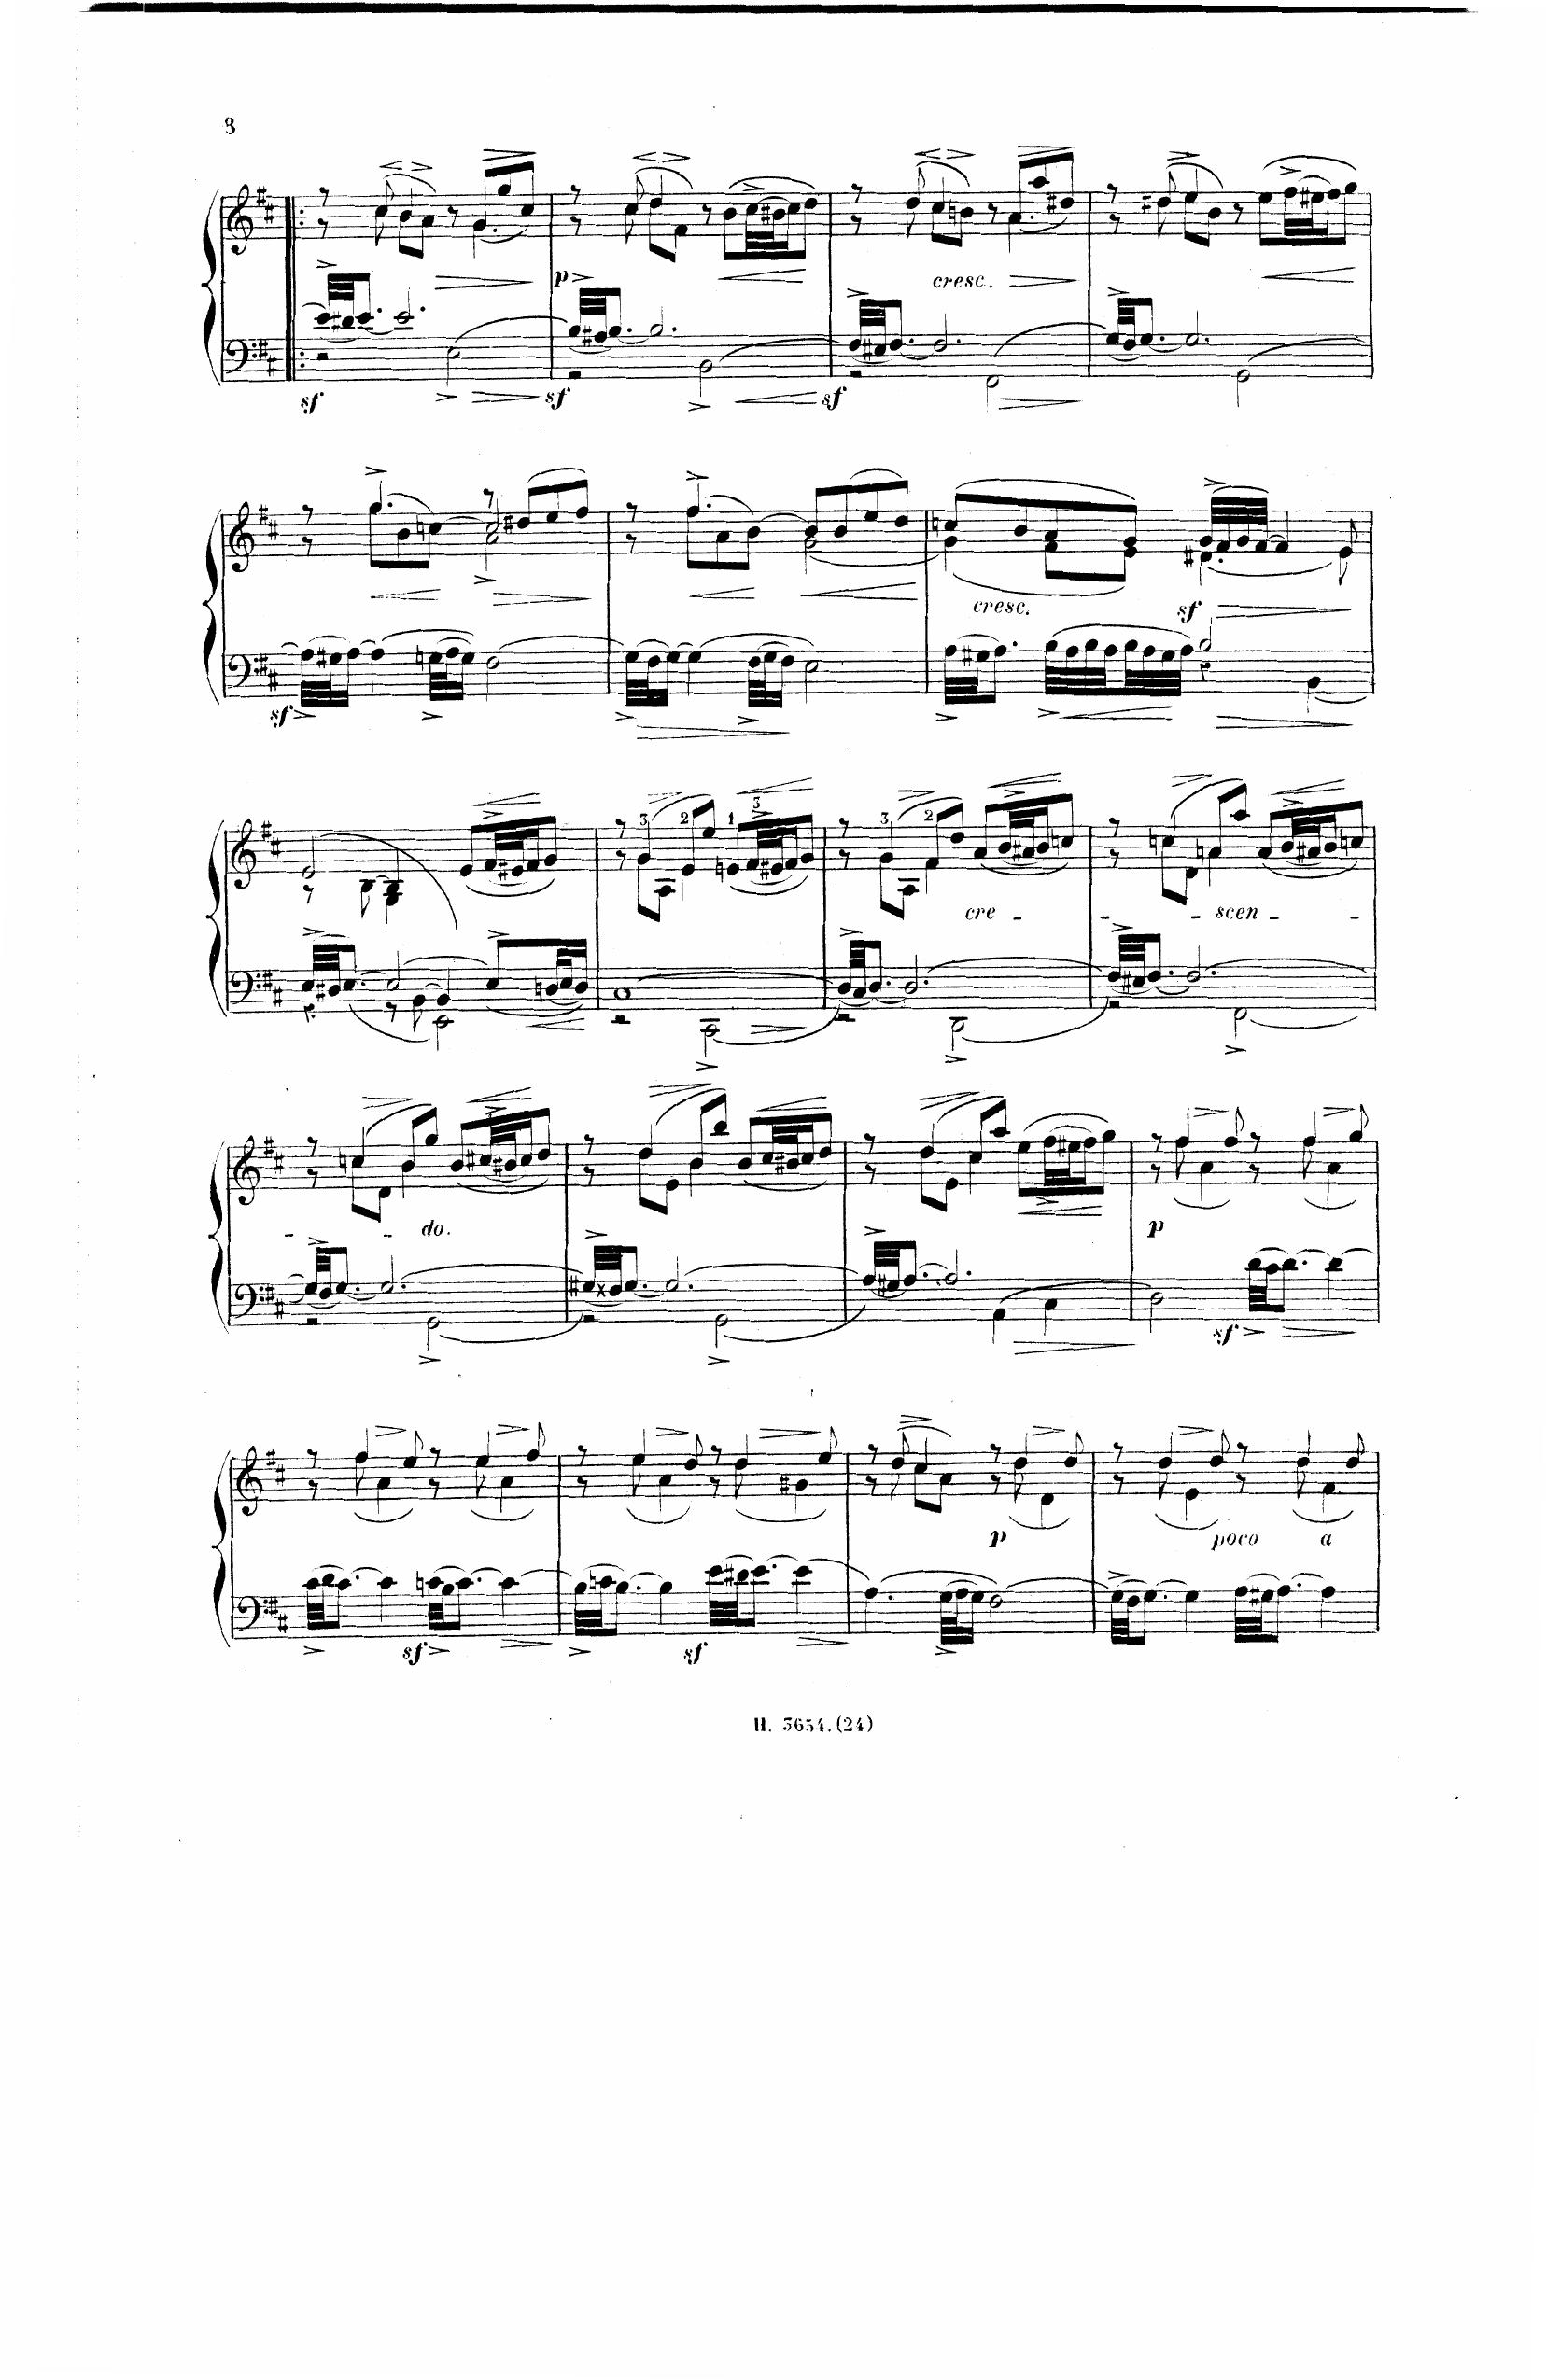 8
p
cresc.
sf sf sf
cresc. sf
sf
3 2 1 3 3 2
cre - - - scen - -
- - do.
p
sf
p poco a
sf sf
H. 3654.(24)